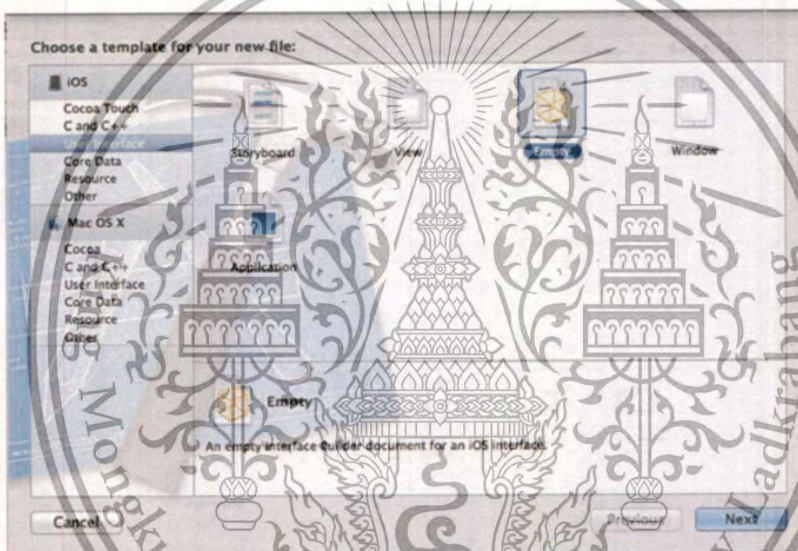 Choose a template for your new file:
iOS
Cocoa Touch
C and C++
User Interface
Core Data
Resource
Other
Mac OS X
Cocoa
C and C++
User Interface
Core Data
Resource
Other
Storyboard
View
Empty
Window
Application
Empty
An empty Interface Builder document for an iOS interface.
Cancel
Previous
Next
Mongku
Ladkrabang